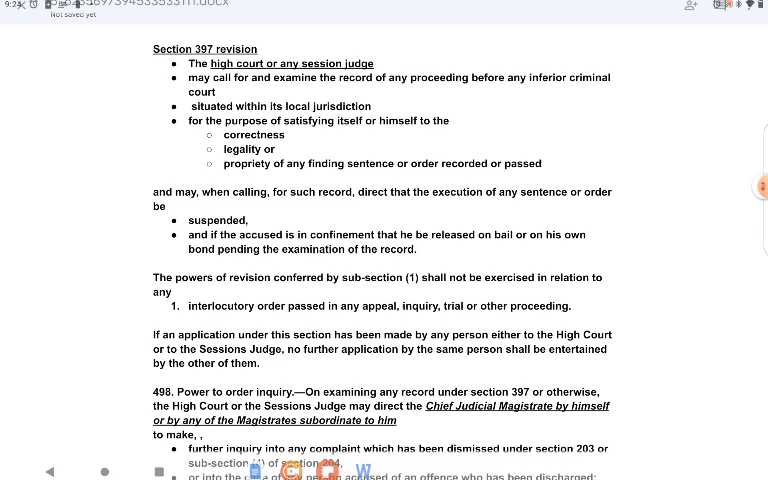 9:24
Not saved yet
Section 397 revision
• The high court or any session judge
• may call for and examine the record of any proceeding before any inferior criminal
court
• situated within its local jurisdiction
• for the purpose of satisfying itself or himself to the
○ correctness
○ legality or
○ propriety of any finding sentence or order recorded or passed
and may, when calling, for such record, direct that the execution of any sentence or order
be
• suspended,
• and if the accused is in confinement that he be released on bail or on his own
bond pending the examination of the record.
The powers of revision conferred by sub-section (1) shall not be exercised in relation to
any
1. interlocutory order passed in any appeal, inquiry, trial or other proceeding.
If an application under this section has been made by any person either to the High Court
or to the Sessions Judge, no further application by the same person shall be entertained
by the other of them.
498. Power to order inquiry.—On examining any record under section 397 or otherwise,
the High Court or the Sessions Judge may direct the Chief Judicial Magistrate by himself
or by any of the Magistrates subordinate to him
to make, ,
• further inquiry into any complaint which has been dismissed under section 203 or
sub-section (4) of section 204,
• or into the of any person accused of an offence who has been discharged: